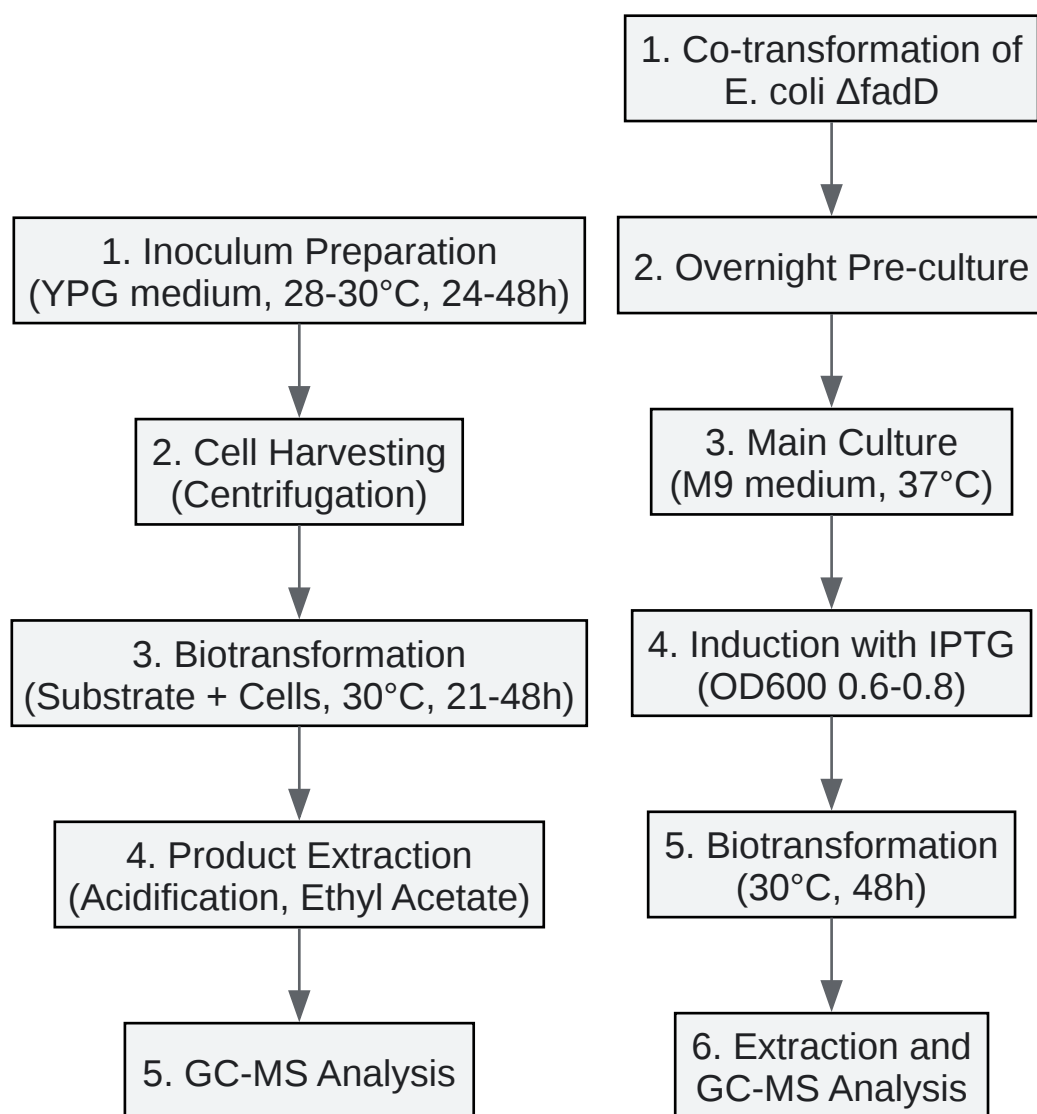 1. Inoculum Preparation
(YPG medium, 28-30°C, 24-48h)
2. Cell Harvesting
(Centrifugation)
3. Biotransformation
(Substrate + Cells, 30°C, 21-48h)
4. Product Extraction
(Acidification, Ethyl Acetate)
5. GC-MS Analysis
1. Co-transformation of
E. coli ΔfadD
2. Overnight Pre-culture
3. Main Culture
(M9 medium, 37°C)
4. Induction with IPTG
(OD600 0.6-0.8)
5. Biotransformation
(30°C, 48h)
6. Extraction and
GC-MS Analysis